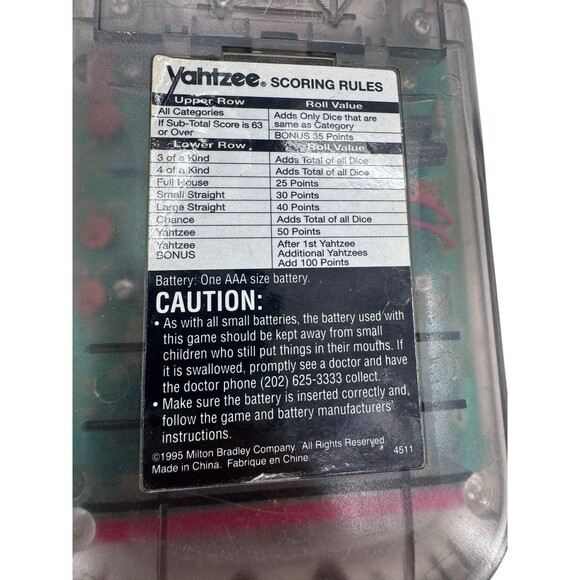 Yahtzee® SCORING RULES
Upper Row Roll Value
All Categories Adds Only Dice that are
same as Category
If Sub-Total Score is 63
or Over BONUS 35 Points
Lower Row Roll Value
3 of a Kind Adds Total of all Dice
4 of a Kind Adds Total of all Dice
Full House 25 Points
Small Straight 30 Points
Large Straight 40 Points
Chance Adds Total of all Dice
Yahtzee 50 Points
Yahtzee After 1st Yahtzee
BONUS Additional Yahtzees
Add 100 Points
Battery: One AAA size battery.
CAUTION:
• As with all small batteries, the battery used with
this game should be kept away from small
children who still put things in their mouths. If
it is swallowed, promptly see a doctor and have
the doctor phone (202) 625-3333 collect.
• Make sure the battery is inserted correctly and
follow the game and battery manufacturers'
instructions.
©1995 Milton Bradley Company All Rights Reserved.
Made in China. Fabrique en Chine. 4511